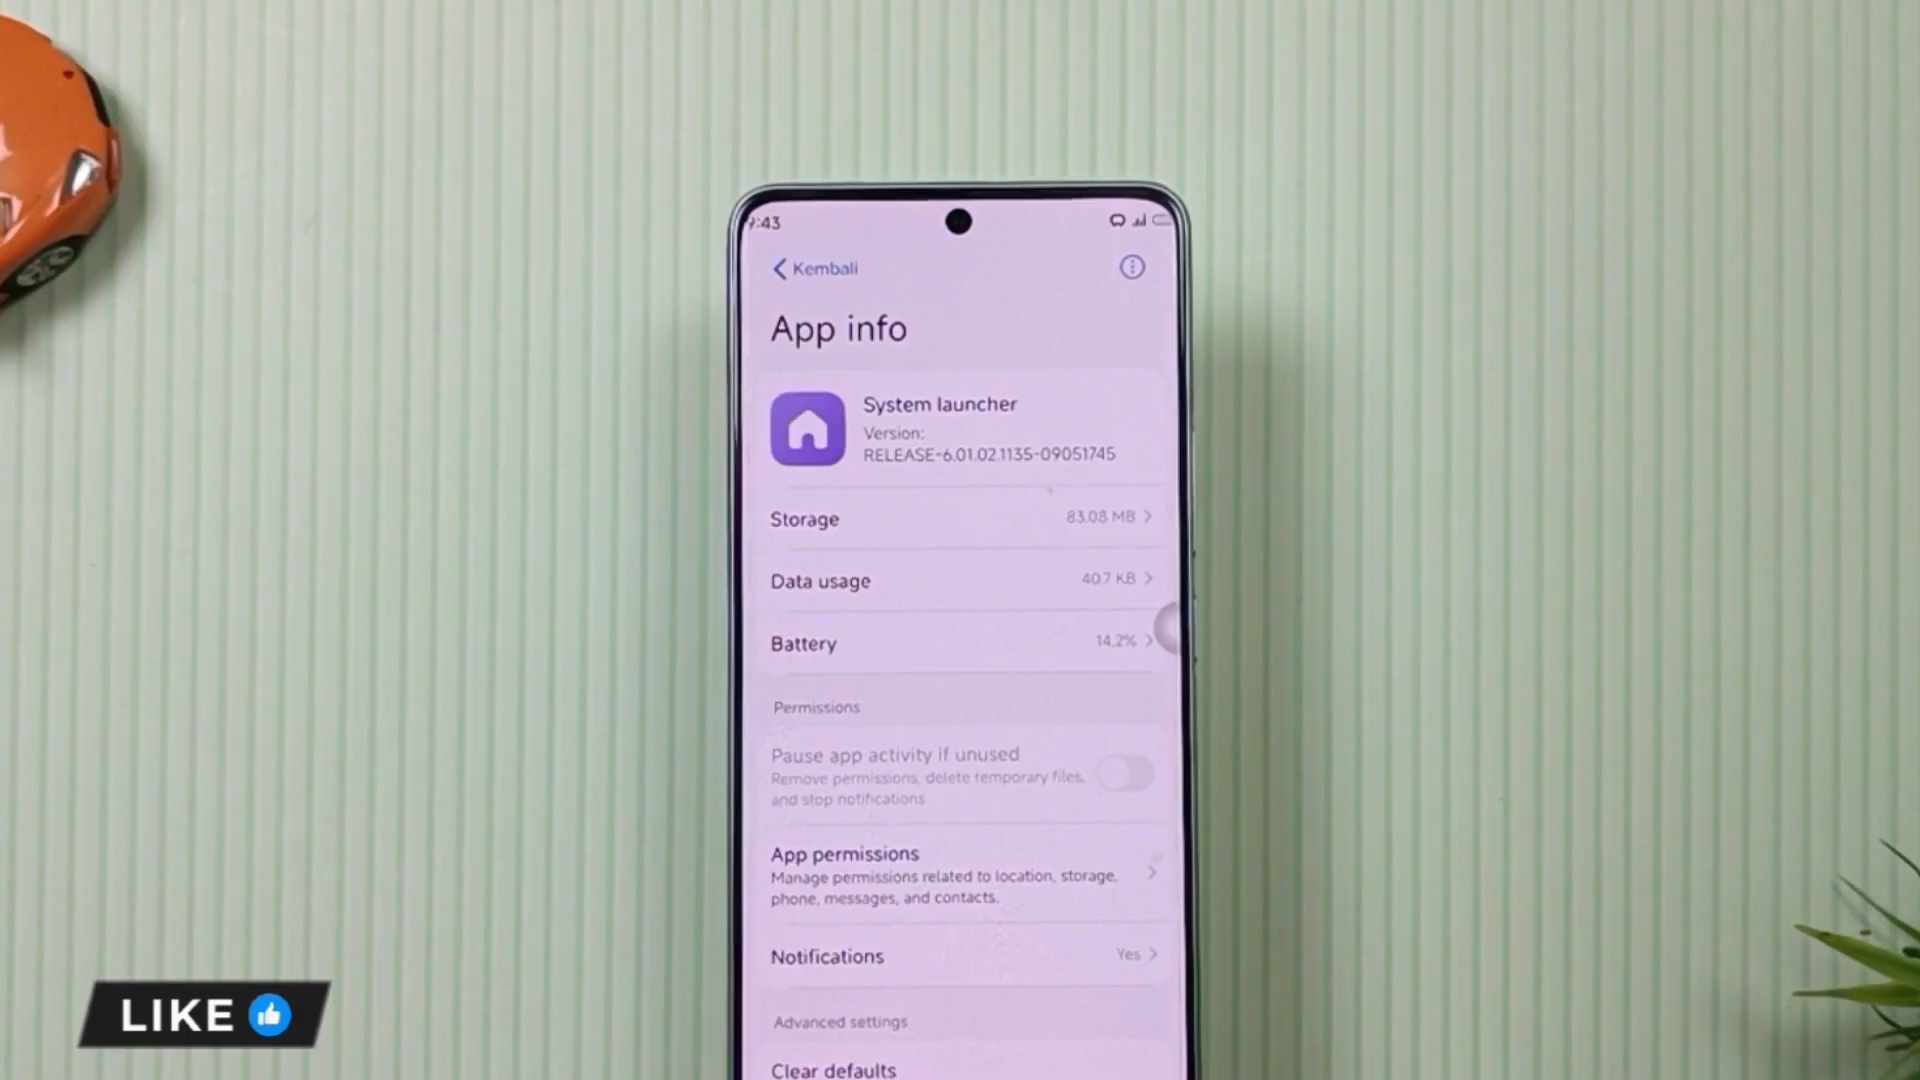 9:43
Kembali
App info
System launcher
Version:
RELEASE-6.01.02.1135-09051745
Storage
83.08 MB
Data usage
40.7 KB
Battery
14.2%
Permissions
Pause app activity if unused
Remove permissions, delete temporary files,
and stop notifications
App permissions
Manage permissions related to location, storage,
phone, messages, and contacts.
Notifications
Yes
Advanced settings
Clear defaults
LIKE